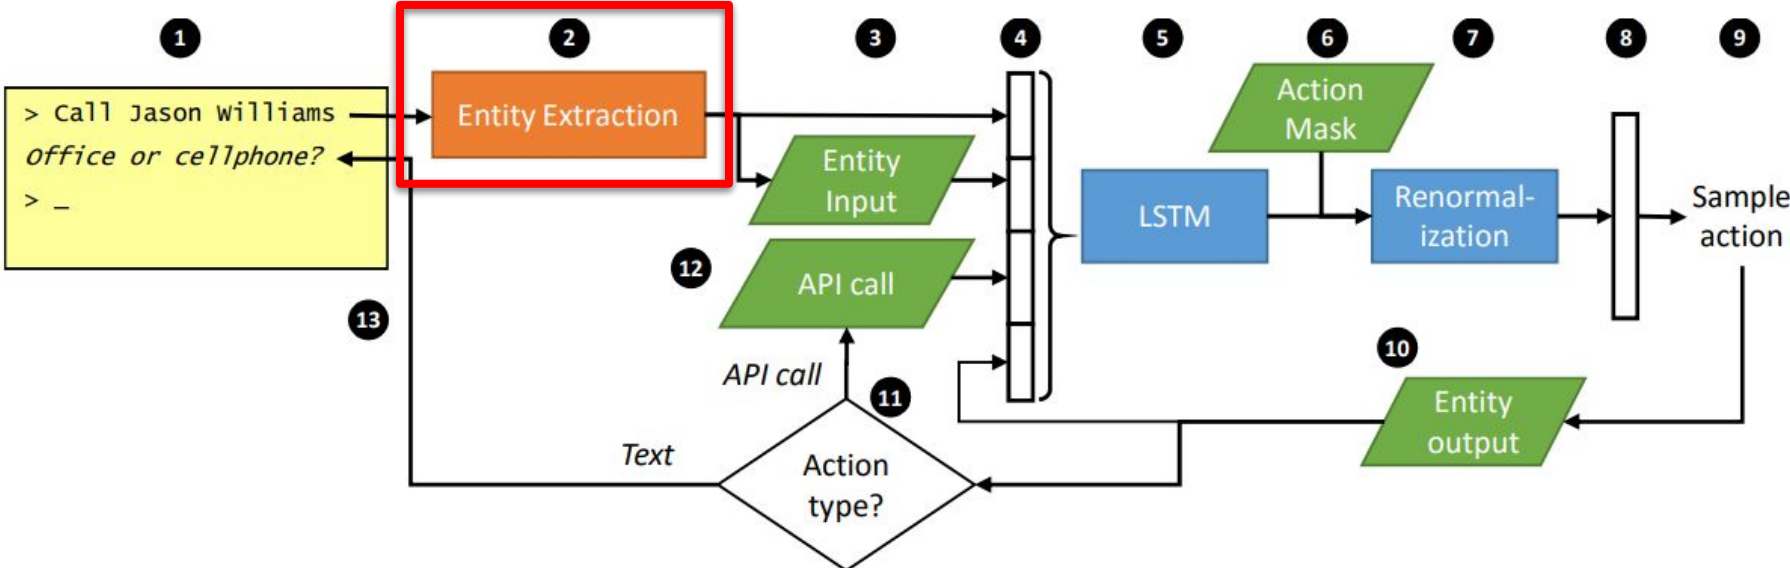 1
2
3
4
5
6
7
8
9
> Call Jason Williams
Office or cellphone?
> _
Entity Extraction
Entity
Input
12
API call
LSTM
Action
Mask
Renormal-
ization
Sample
action
13
API call
11
Text
Action
type?
10
Entity
output